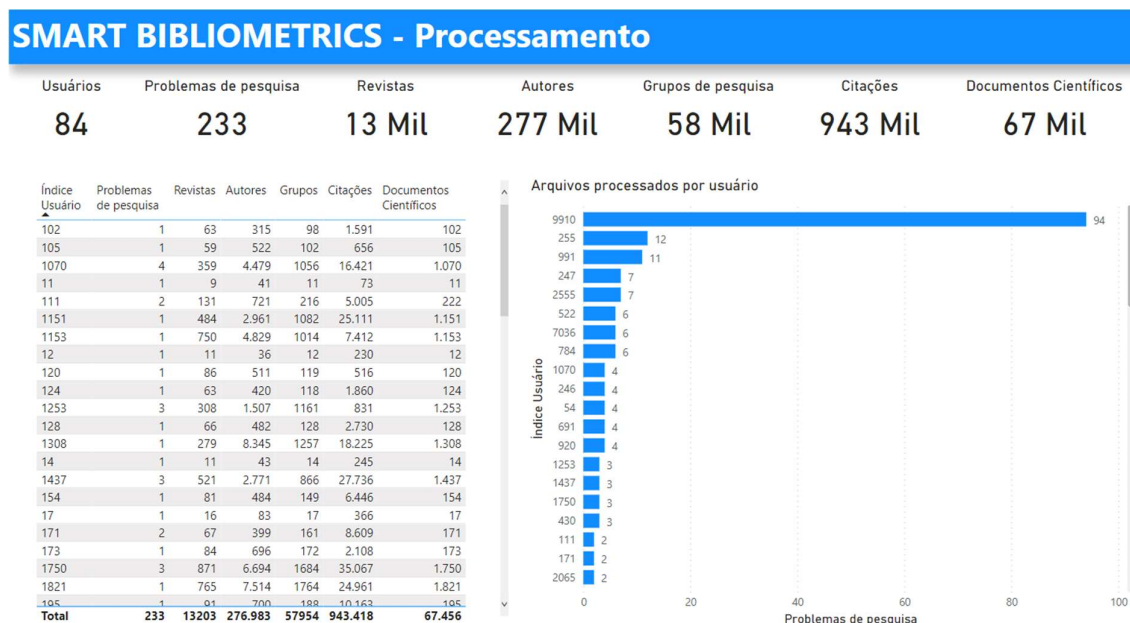 SMART BIBLIOMETRICS - Processamento
Usuários Problemas de pesquisa Revistas Autores Grupos de pesquisa Citações Documentos Científicos
84 233 13 Mil 277 Mil 58 Mil 943 Mil 67 Mil
Índice Usuário Problemas de pesquisa Revistas Autores Grupos Citações Documentos Científicos
102 1 63 315 98 1.591 102
105 1 59 522 102 656 105
1070 4 359 4.479 1056 16.421 1.070
11 1 9 41 11 73 11
111 2 131 721 216 5.005 222
1151 1 484 2.961 1082 25.111 1.151
1153 1 750 4.829 1014 7.412 1.153
12 1 11 36 12 230 12
120 1 86 511 119 516 120
124 1 63 420 118 1.860 124
1253 3 308 1.507 1161 831 1.253
128 1 66 482 128 2.730 128
1308 1 279 8.345 1257 18.225 1.308
14 1 11 43 14 245 14
1437 3 521 2.771 866 27.736 1.437
154 1 81 484 149 6.446 154
17 1 16 83 17 366 17
171 2 67 399 161 8.609 171
173 1 84 696 172 2.108 173
1750 3 871 6.694 1684 35.067 1.750
1821 1 765 7.514 1764 24.961 1.821
195 1 91 700 188 10.163 195
Total 233 13203 276.983 57954 943.418 67.456
Arquivos processados por usuário
Índice Usuário
9910 94
255 12
991 11
247 7
2555 7
522 6
7036 6
784 6
1070 4
246 4
54 4
691 4
920 4
1253 3
1437 3
1750 3
430 3
111 2
171 2
2065 2
0 20 40 60 80 100
Problemas de pesquisa